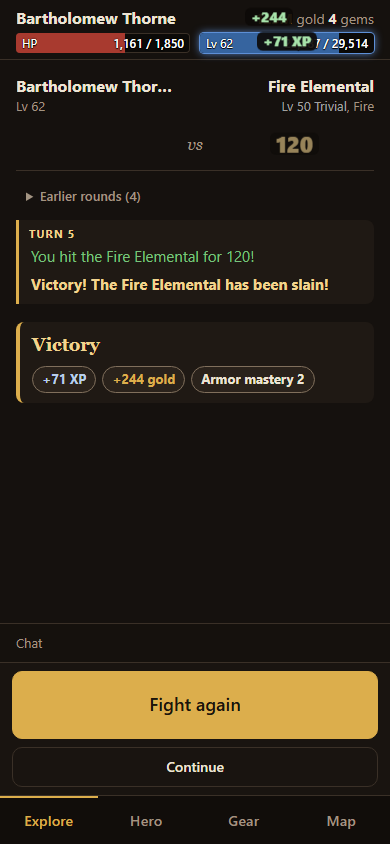 Bartholomew Thorne
+244 gold 4 gems
HP 1,161 / 1,850
Lv 62 +71 XP 7 / 29,514
Bartholomew Thor... Fire Elemental
Lv 62 Lv 50 Trivial, Fire
vs 120
▶ Earlier rounds (4)
TURN 5
You hit the Fire Elemental for 120!
Victory! The Fire Elemental has been slain!
Victory
+71 XP +244 gold Armor mastery 2
Chat
Fight again
Continue
Explore Hero Gear Map